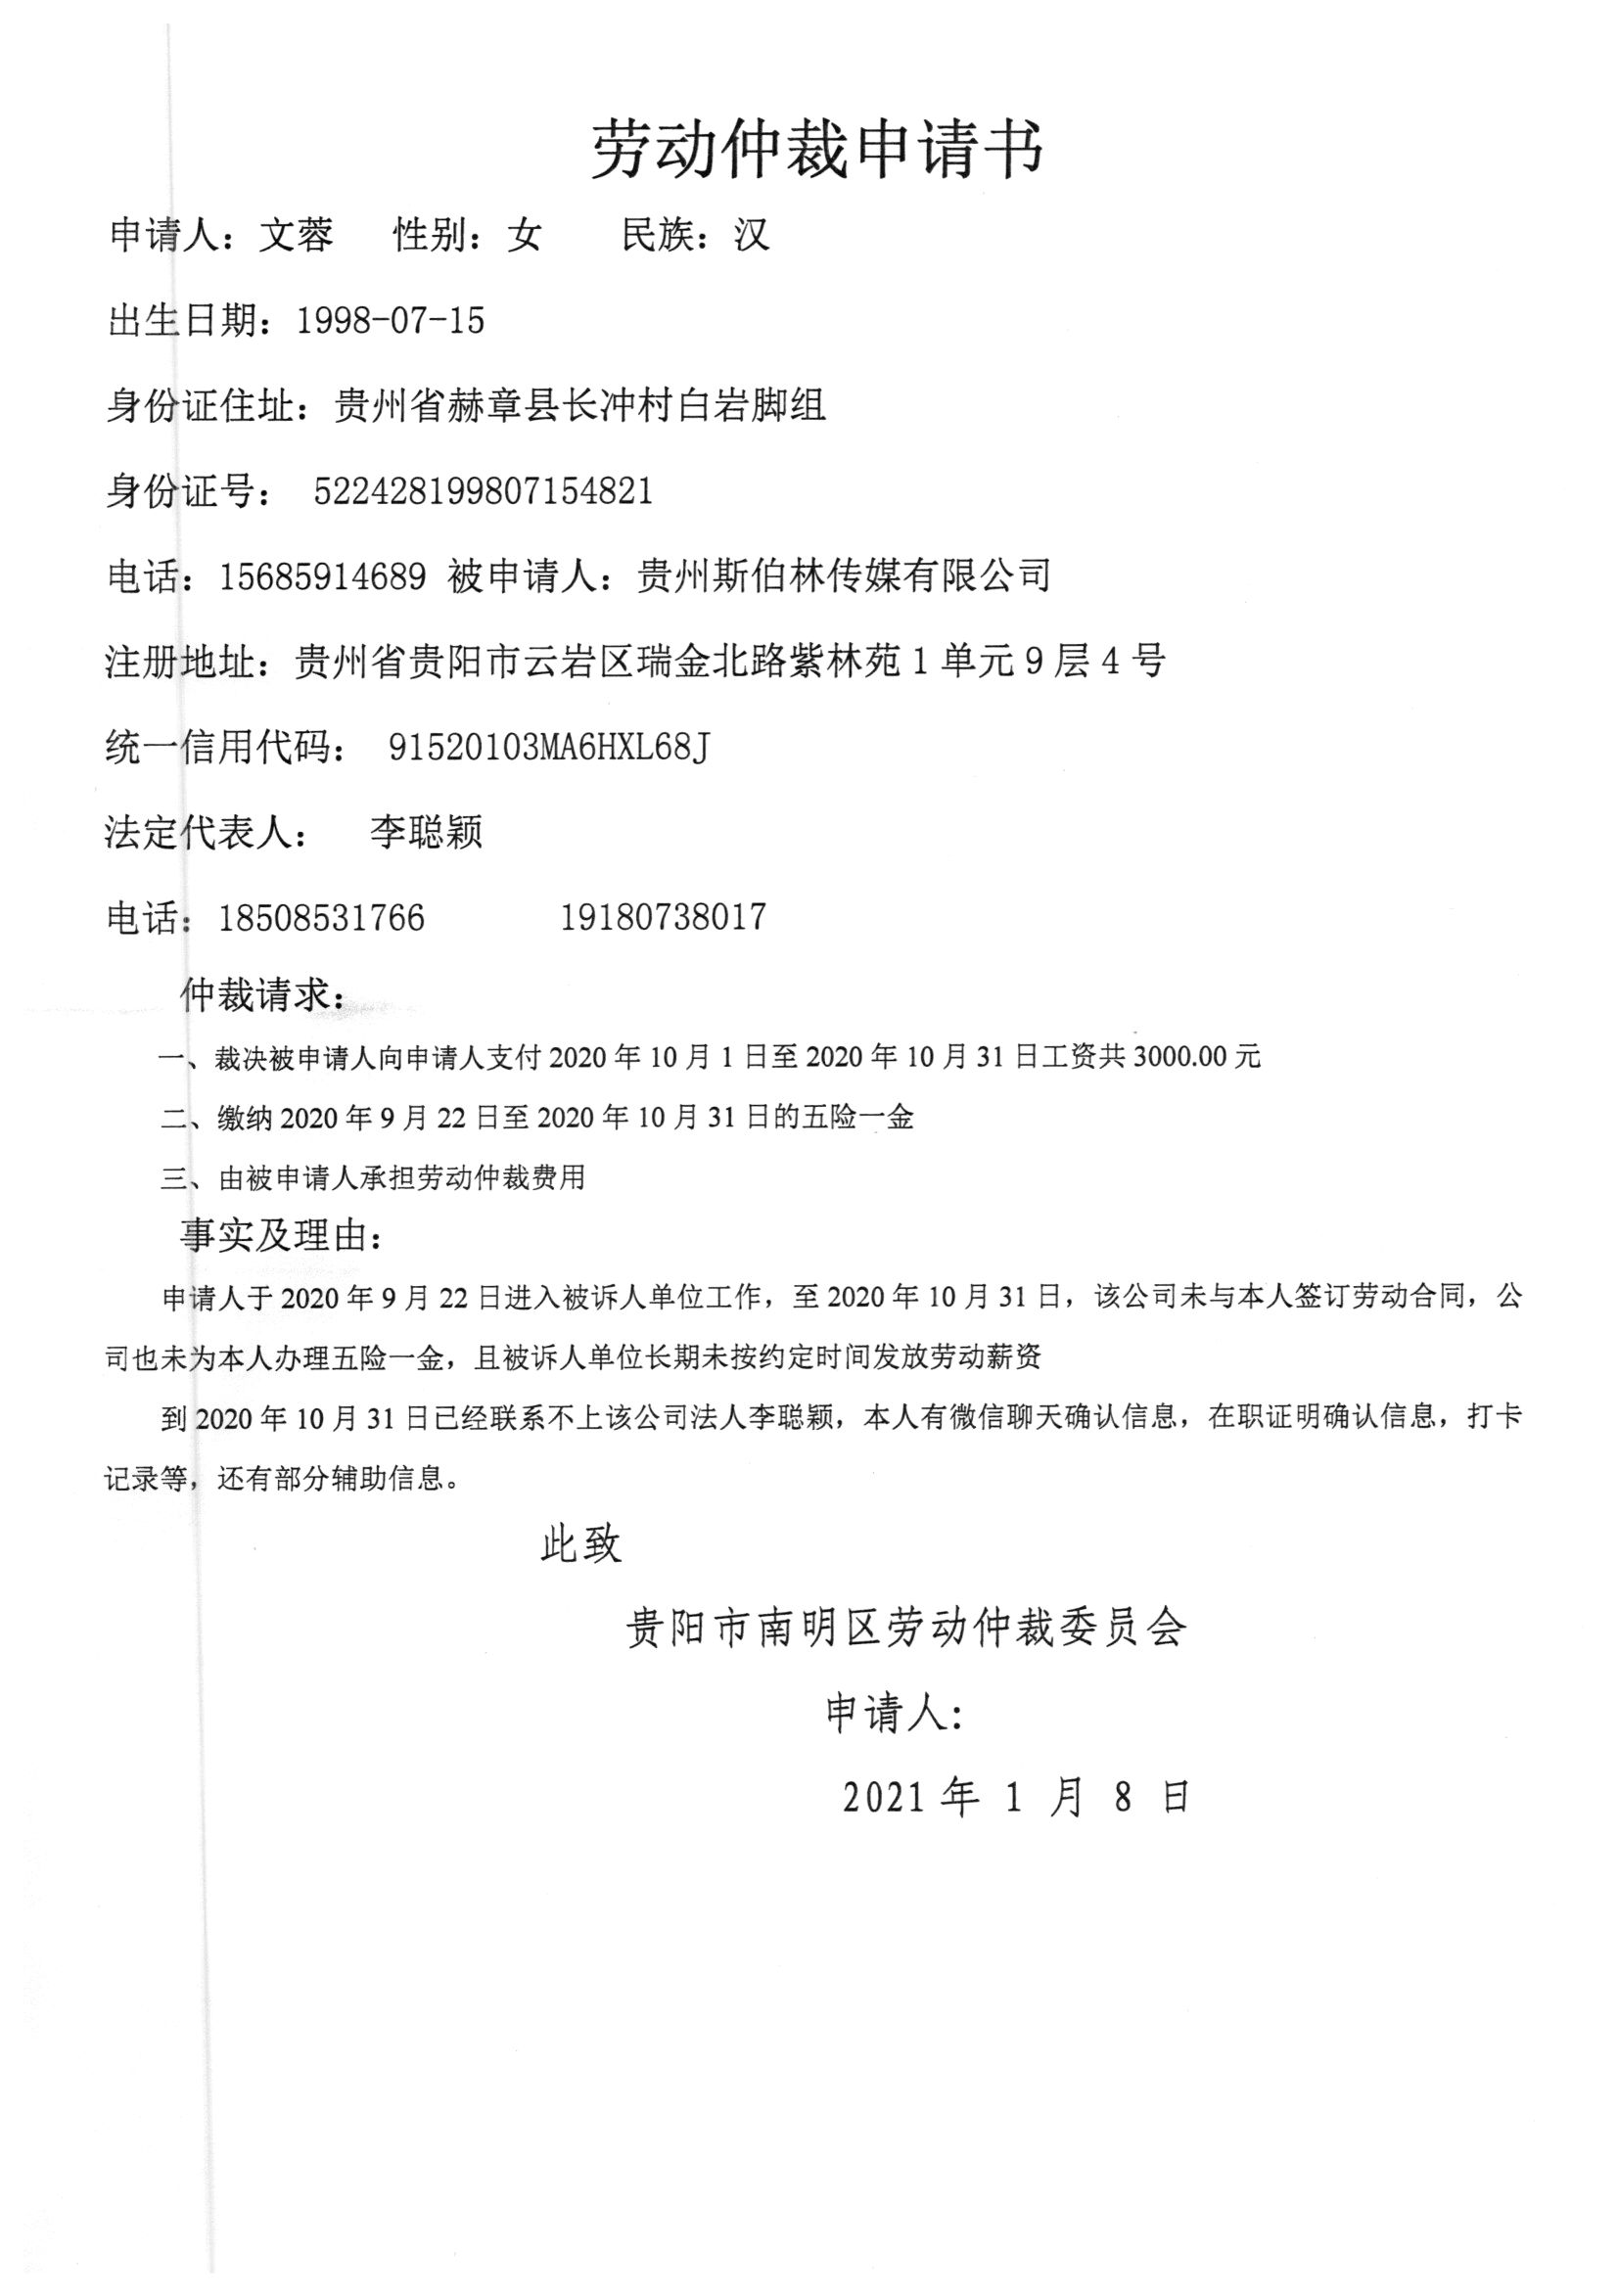 劳动仲裁申请书
申请人：文蓉 性别：女 民族：汉
出生日期：1998-07-15
身份证住址：贵州省赫章县长冲村白岩脚组
身份证号： 522428199807154821
电话：15685914689 被申请人：贵州斯伯林传媒有限公司
注册地址：贵州省贵阳市云岩区瑞金北路紫林苑 1 单元 9 层 4 号
统一信用代码： 91520103MA6HXL68J
法定代表人： 李聪颖
电话：18508531766 19180738017
仲裁请求：
一、裁决被申请人向申请人支付 2020 年 10 月 1 日至 2020 年 10 月 31 日工资共 3000.00 元
二、缴纳 2020 年 9 月 22 日至 2020 年 10 月 31 日的五险一金
三、由被申请人承担劳动仲裁费用
事实及理由：
申请人于 2020 年 9 月 22 日进入被诉人单位工作，至 2020 年 10 月 31 日，该公司未与本人签订劳动合同，公
司也未为本人办理五险一金，且被诉人单位长期未按约定时间发放劳动薪资
到 2020 年 10 月 31 日已经联系不上该公司法人李聪颖，本人有微信聊天确认信息，在职证明确认信息，打卡
记录等，还有部分辅助信息。
此致
贵阳市南明区劳动仲裁委员会
申请人:
2021 年 1 月 8 日